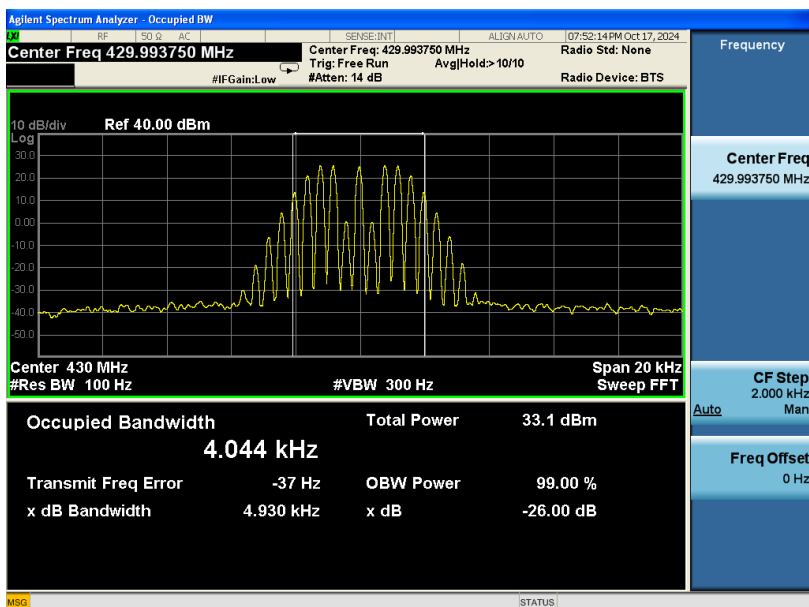 Agilent Spectrum Analyzer - Occupied BW
LXI RF 50 Ω AC SENSE:INT ALIGN AUTO 07:52:14 PM Oct 17, 2024
Center Freq 429.993750 MHz
Center Freq: 429.993750 MHz
Radio Std: None
Trig: Free Run Avg|Hold:> 10/10
#IFGain:Low #Atten: 14 dB Radio Device: BTS
Frequency
10 dB/div Ref 40.00 dBm
Log
30.0
20.0
10.0
0.00
-10.0
-20.0
-30.0
-40.0
-50.0
Center 430 MHz Span 20 kHz
#Res BW 100 Hz #VBW 300 Hz Sweep FFT
Occupied Bandwidth Total Power 33.1 dBm
4.044 kHz
Transmit Freq Error -37 Hz OBW Power 99.00 %
x dB Bandwidth 4.930 kHz x dB -26.00 dB
Center Freq
429.993750 MHz
CF Step
2.000 kHz
Auto Man
Freq Offset
0 Hz
MSG STATUS